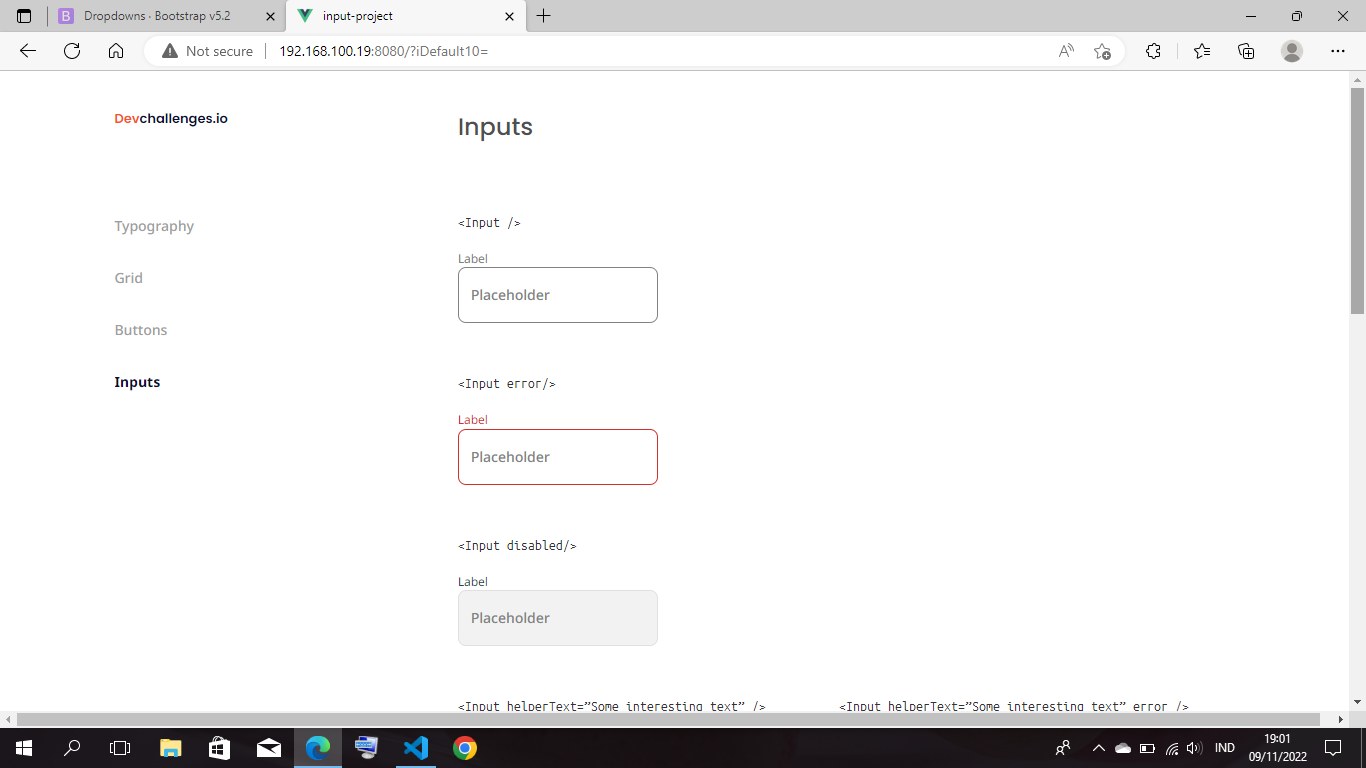 Dropdowns · Bootstrap v5.2
input-project
Not secure
192.168.100.19:8080/?iDefault10=
Devchallenges.io
Inputs
Typography
Grid
Buttons
Inputs
<Input />
Label
Placeholder
<Input error/>
Label
Placeholder
<Input disabled/>
Label
Placeholder
<Input helperText=”Some interesting text” />
<Input helperText=”Some interesting text” error />
IND
19:01
09/11/2022